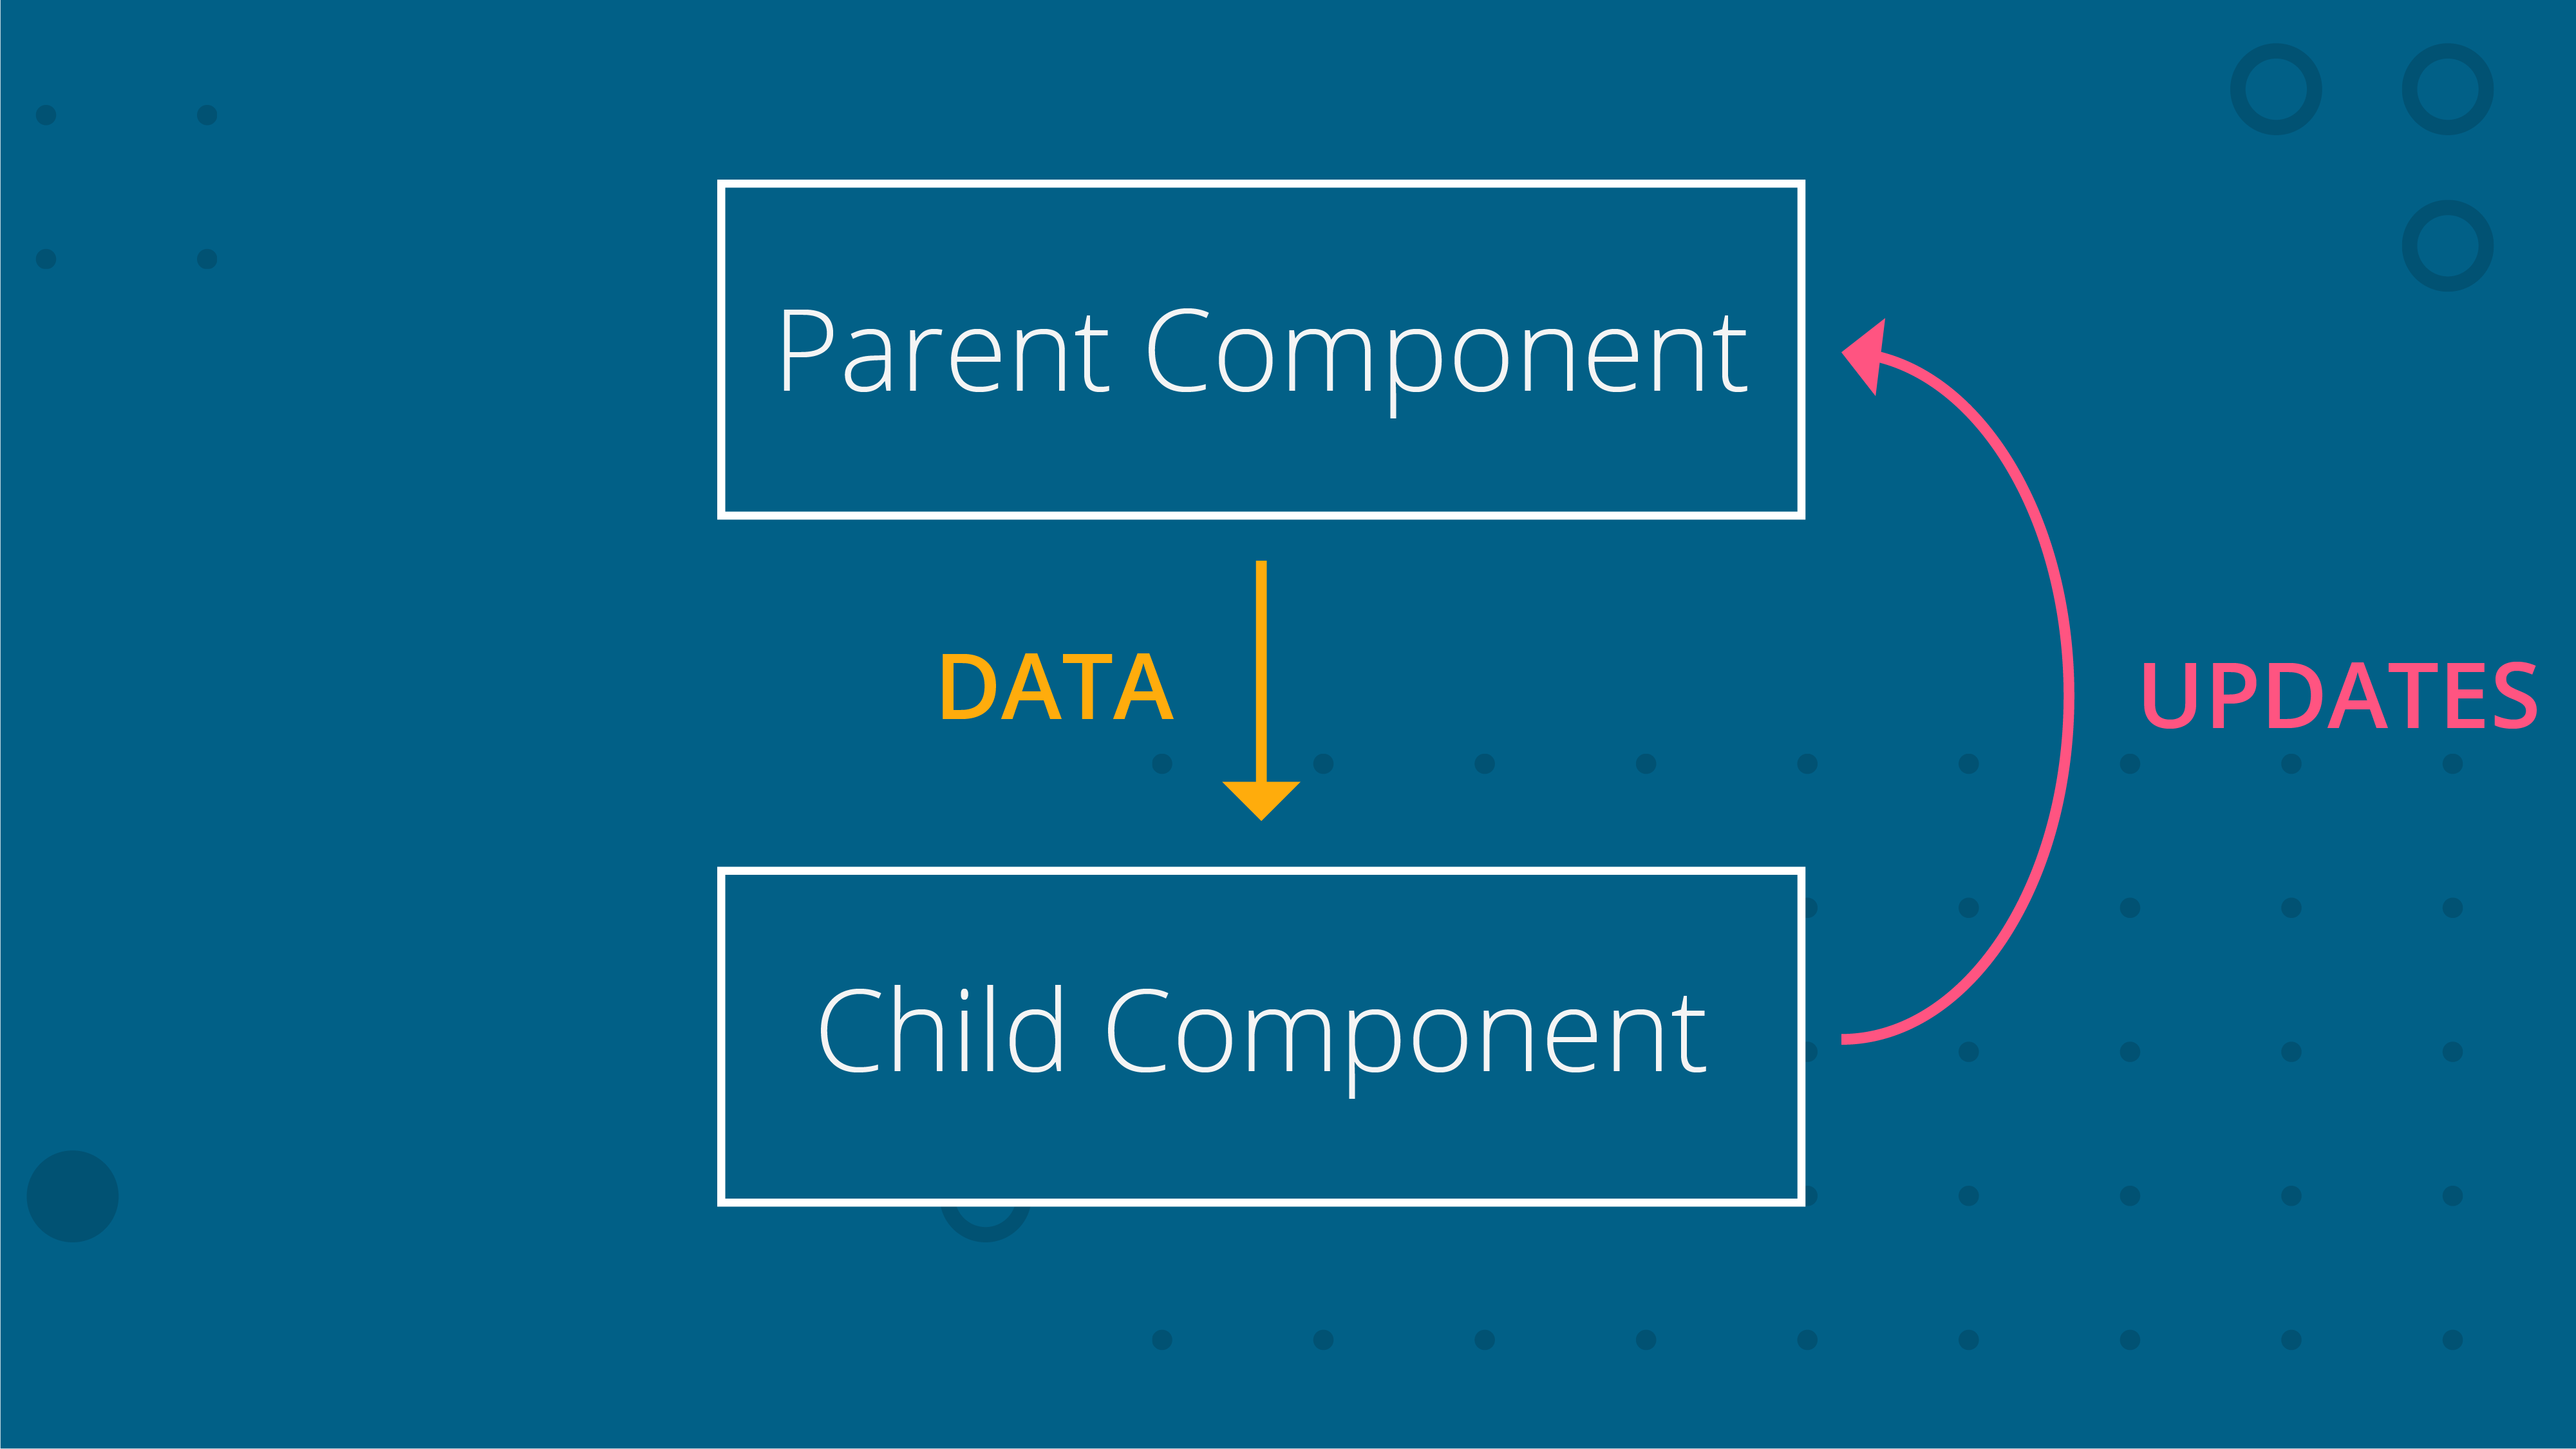 Parent Component
DATA
UPDATES
Child Component